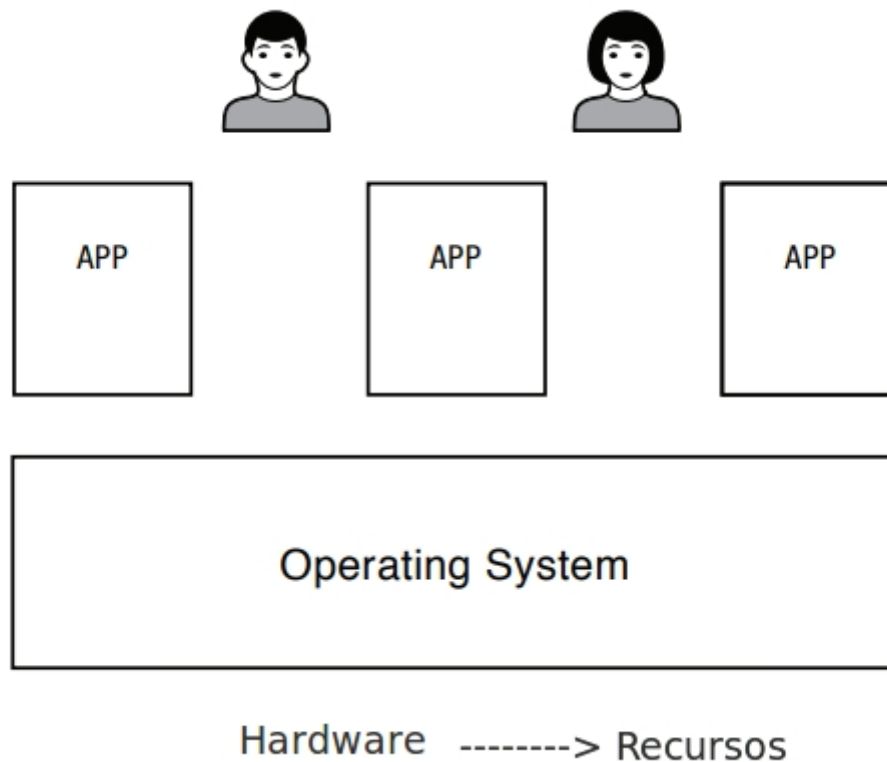 APP APP APP
Operating System
Hardware --------> Recursos